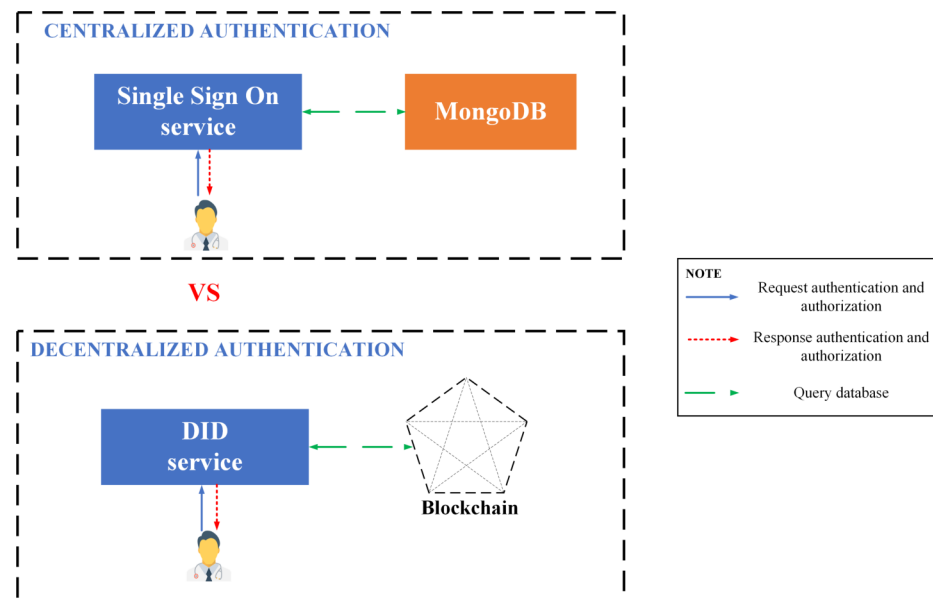 CENTRALIZED AUTHENTICATION
Single Sign On
service
MongoDB
VS
NOTE
Request authentication and
authorization
Response authentication and
authorization
Query database
DECENTRALIZED AUTHENTICATION
DID
service
Blockchain